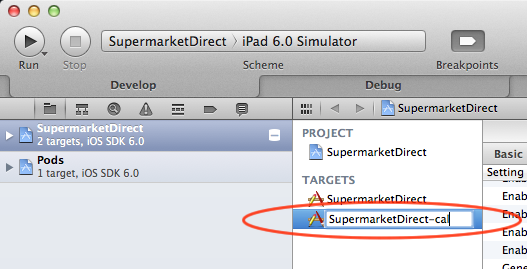 SupermarketDirect iPad 6.0 Simulator
Run Stop Scheme Breakpoints
Develop Debug
SupermarketDirect
2 targets, iOS SDK 6.0
Pods
1 target, iOS SDK 6.0
SupermarketDirect
PROJECT
SupermarketDirect
TARGETS
SupermarketDirect
SupermarketDirect-cal
Basic
Setting
Enab
Enab
Enab
Enab
Enab
Gene